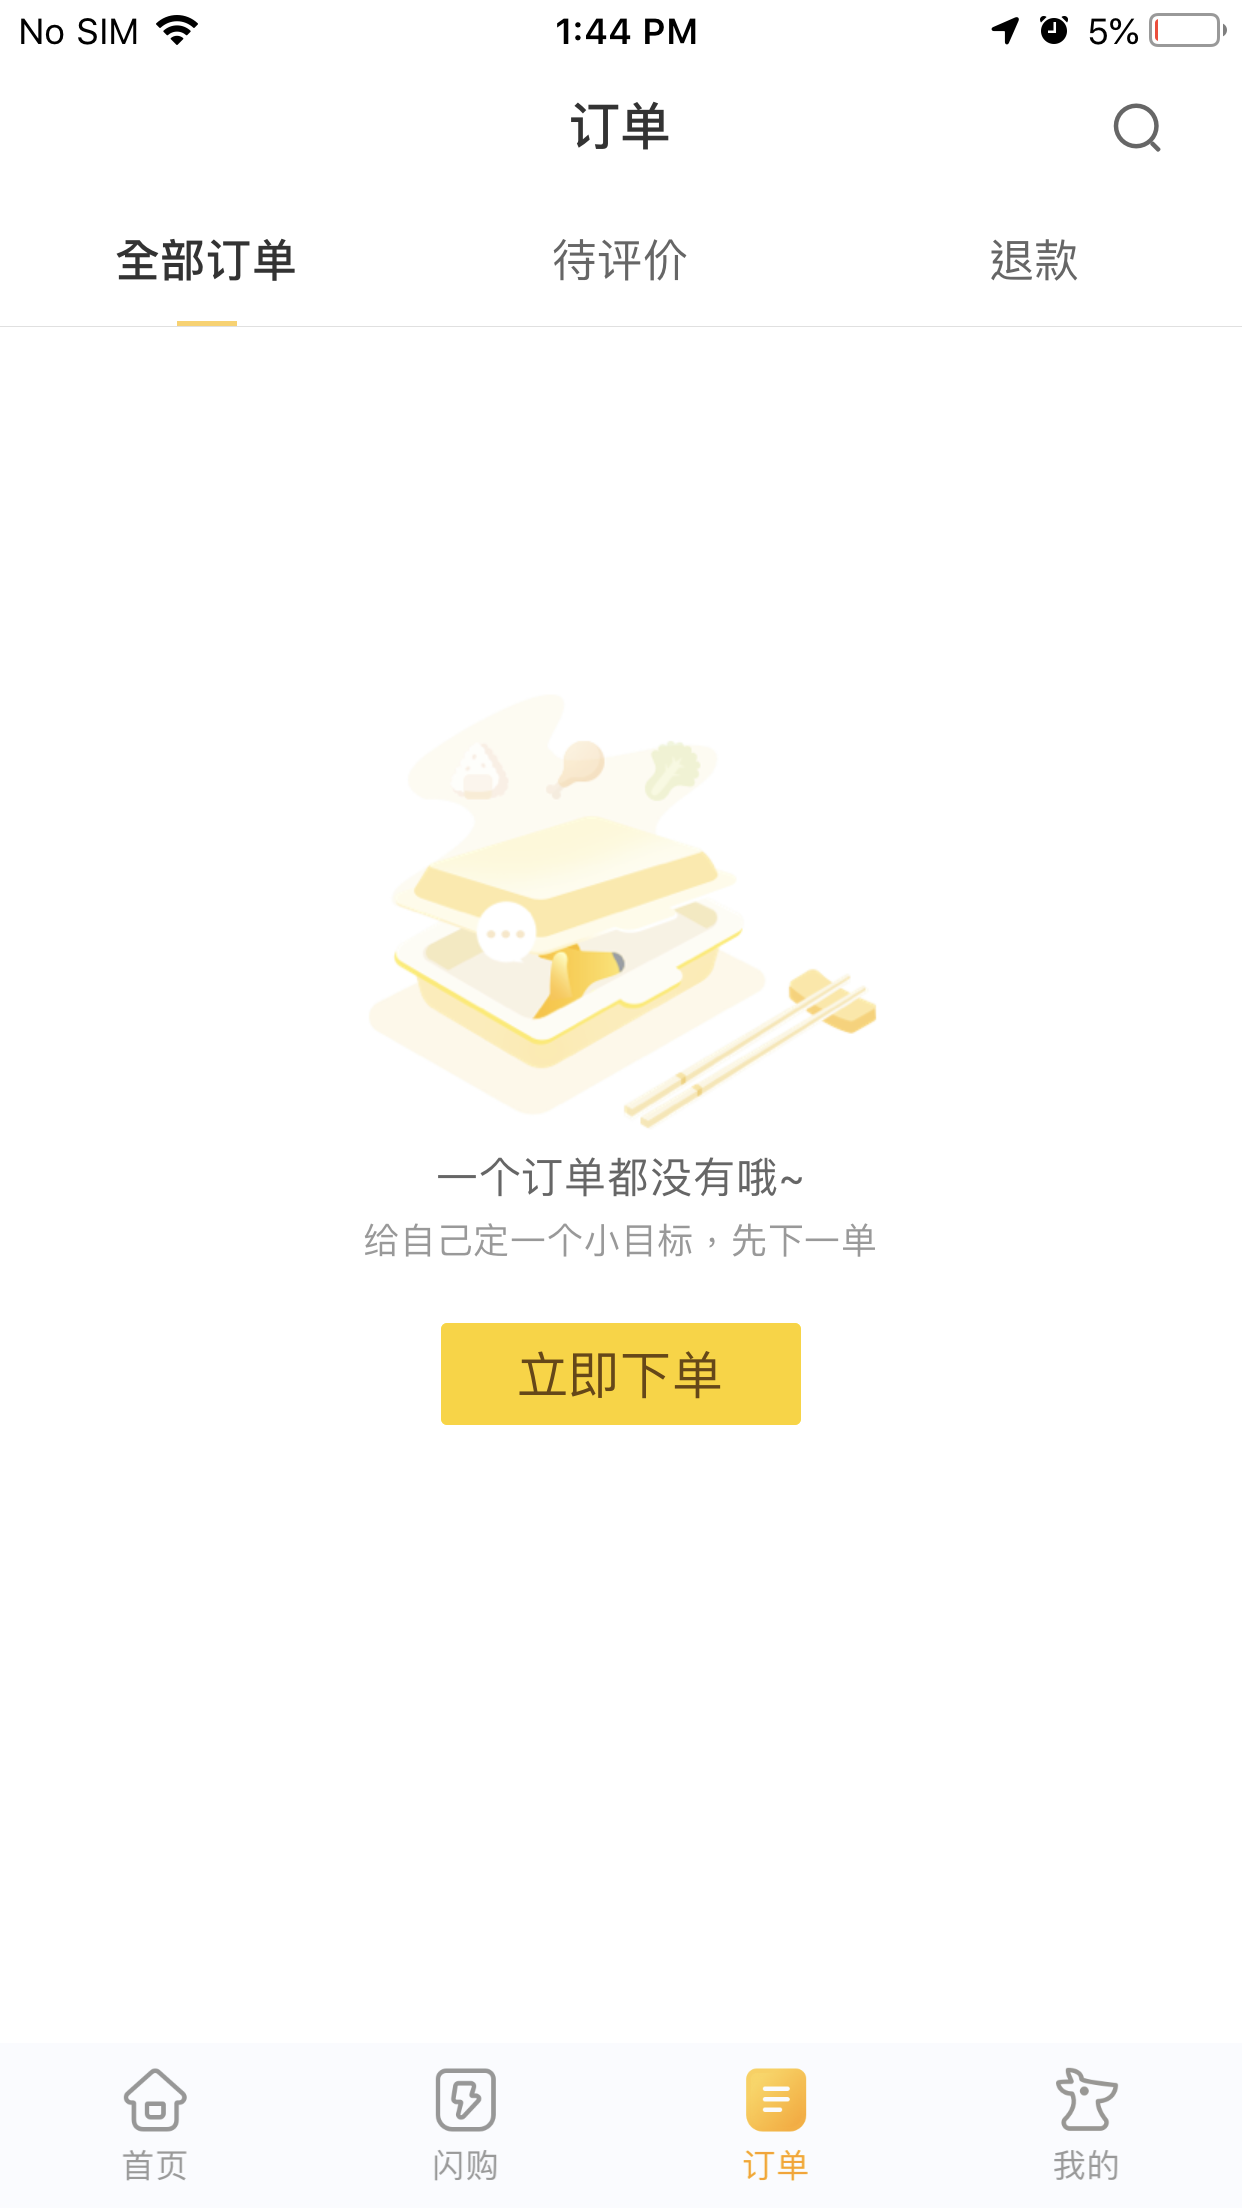 No SIM 1:44 PM 5%
订单
全部订单 待评价 退款
一个订单都没有哦~
给自己定一个小目标，先下一单
立即下单
首页 闪购 订单 我的